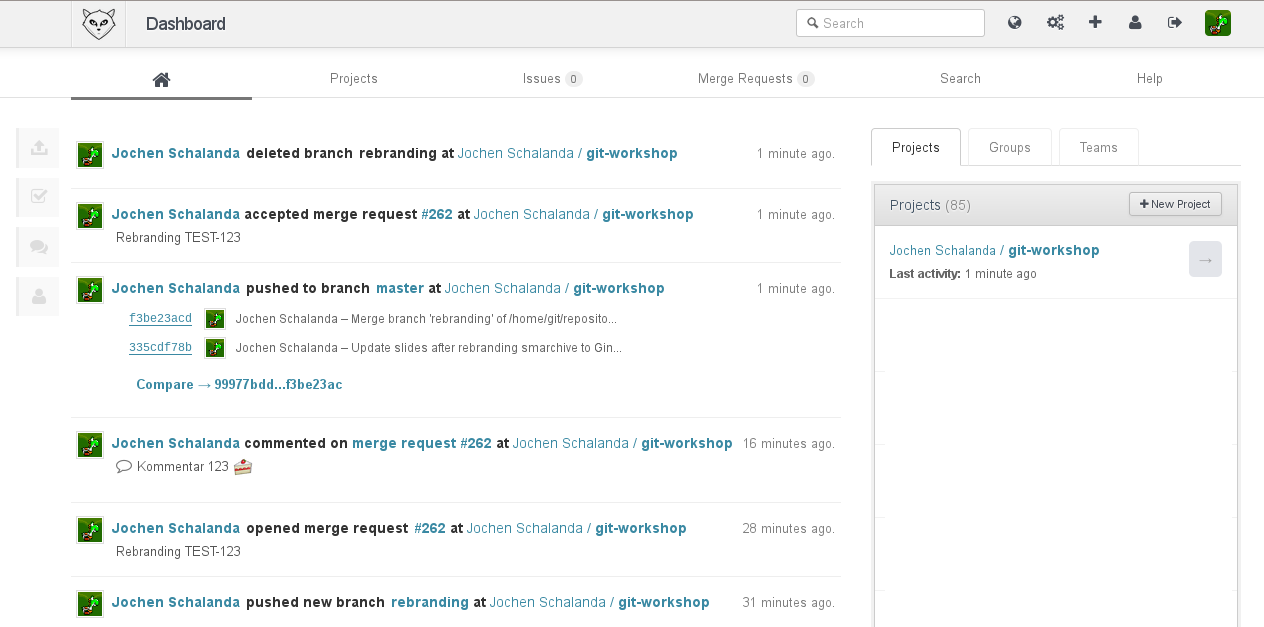 Dashboard
Search
Projects
Issues 0
Merge Requests 0
Search
Help
Jochen Schalanda deleted branch rebranding at Jochen Schalanda / git-workshop 1 minute ago.
Jochen Schalanda accepted merge request #262 at Jochen Schalanda / git-workshop 1 minute ago.
Rebranding TEST-123
Jochen Schalanda pushed to branch master at Jochen Schalanda / git-workshop 1 minute ago.
f3be23acd Jochen Schalanda – Merge branch 'rebranding' of /home/git/reposito...
335cdf78b Jochen Schalanda – Update slides after rebranding smarchive to Gin...
Compare → 99977bdd...f3be23ac
Jochen Schalanda commented on merge request #262 at Jochen Schalanda / git-workshop 16 minutes ago.
Kommentar 123
Jochen Schalanda opened merge request #262 at Jochen Schalanda / git-workshop 28 minutes ago.
Rebranding TEST-123
Jochen Schalanda pushed new branch rebranding at Jochen Schalanda / git-workshop 31 minutes ago.
Projects
Groups
Teams
Projects (85)
New Project
Jochen Schalanda / git-workshop
→
Last activity: 1 minute ago